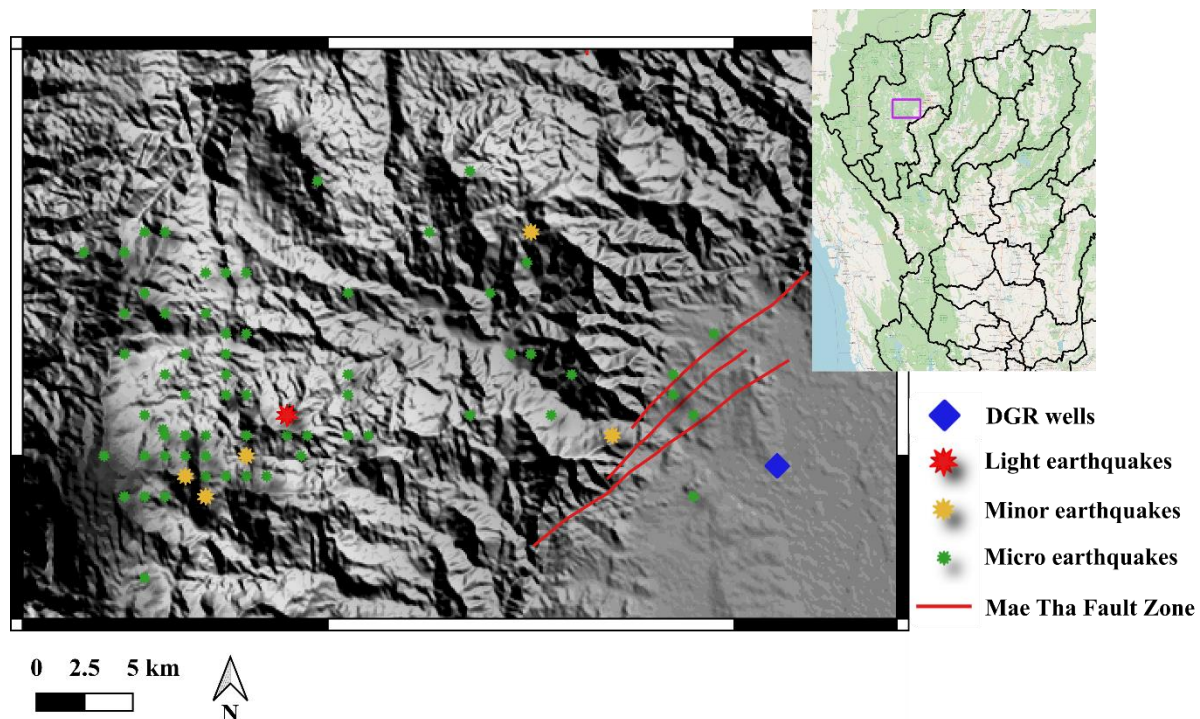 DGR wells
Light earthquakes
Minor earthquakes
Micro earthquakes
Mae Tha Fault Zone
0 2.5 5 km
N